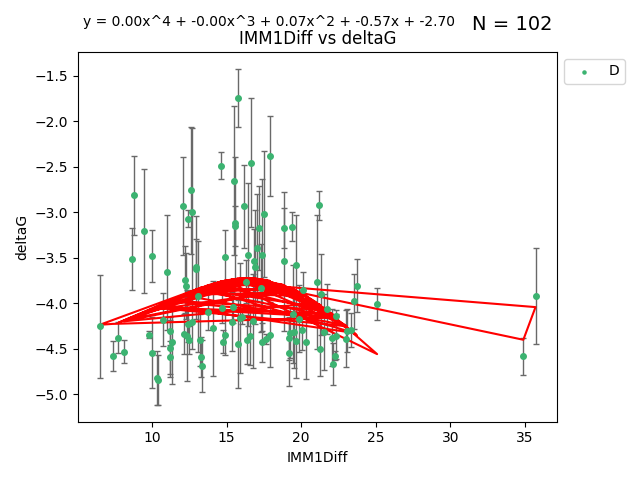 y = 0.00x^4 + -0.00x^3 + 0.07x^2 + -0.57x + -2.70
N = 102
IMM1Diff vs deltaG
D
−1.5
−2.0
−2.5
−3.0
−3.5
−4.0
−4.5
−5.0
deltaG
10 15 20 25 30 35
IMM1Diff